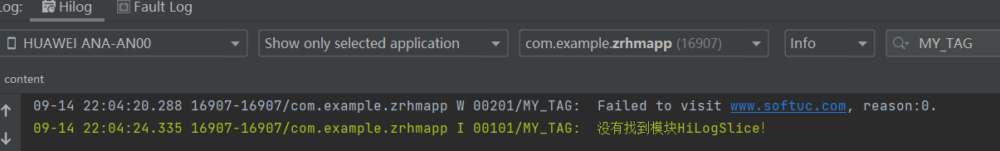 Log:
Hilog
Fault Log
HUAWEI ANA-AN00
Show only selected application
com.example.zrhmapp (16907)
Info
MY_TAG
content
09-14 22:04:20.288 16907-16907/com.example.zrhmapp W 00201/MY_TAG: Failed to visit www.softuc.com, reason:0.
09-14 22:04:24.335 16907-16907/com.example.zrhmapp I 00101/MY_TAG: 没有找到模块HiLogSlice!